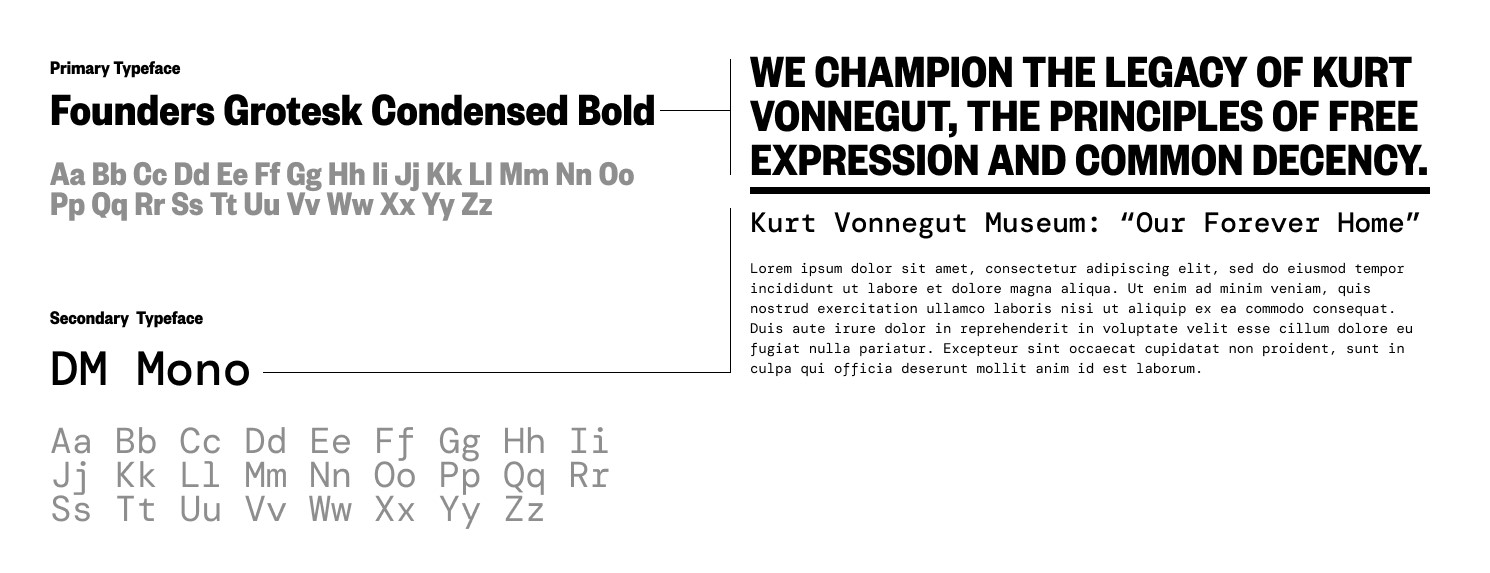 Primary Typeface
Founders Grotesk Condensed Bold
Aa Bb Cc Dd Ee Ff Gg Hh Ii Jj Kk Ll Mm Nn Oo
Pp Qq Rr Ss Tt Uu Vv Ww Xx Yy Zz
Secondary Typeface
DM Mono
Aa Bb Cc Dd Ee Ff Gg Hh Ii
Jj Kk Ll Mm Nn Oo Pp Qq Rr
Ss Tt Uu Vv Ww Xx Yy Zz
WE CHAMPION THE LEGACY OF KURT
VONNEGUT, THE PRINCIPLES OF FREE
EXPRESSION AND COMMON DECENCY.
Kurt Vonnegut Museum: “Our Forever Home”
Lorem ipsum dolor sit amet, consectetur adipiscing elit, sed do eiusmod tempor
incididunt ut labore et dolore magna aliqua. Ut enim ad minim veniam, quis
nostrud exercitation ullamco laboris nisi ut aliquip ex ea commodo consequat.
Duis aute irure dolor in reprehenderit in voluptate velit esse cillum dolore eu
fugiat nulla pariatur. Excepteur sint occaecat cupidatat non proident, sunt in
culpa qui officia deserunt mollit anim id est laborum.